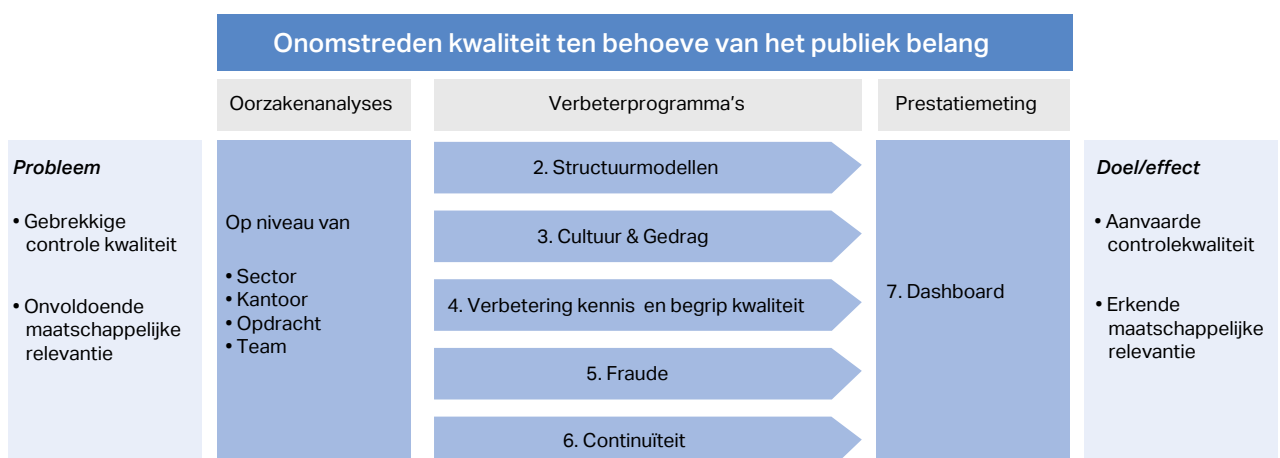 Onomstreden kwaliteit ten behoeve van het publiek belang
Oorzakenanalyses
Verbeterprogramma's
Prestatiemeting
Probleem
• Gebrekkige
controle kwaliteit
• Onvoldoende
maatschappelijke
relevantie
Op niveau van
• Sector
• Kantoor
• Opdracht
• Team
2. Structuurmodellen
3. Cultuur & Gedrag
4. Verbetering kennis en begrip kwaliteit
5. Fraude
6. Continuïteit
7. Dashboard
Doel/effect
• Aanvaarde
controlekwaliteit
• Erkende
maatschappelijke
relevantie